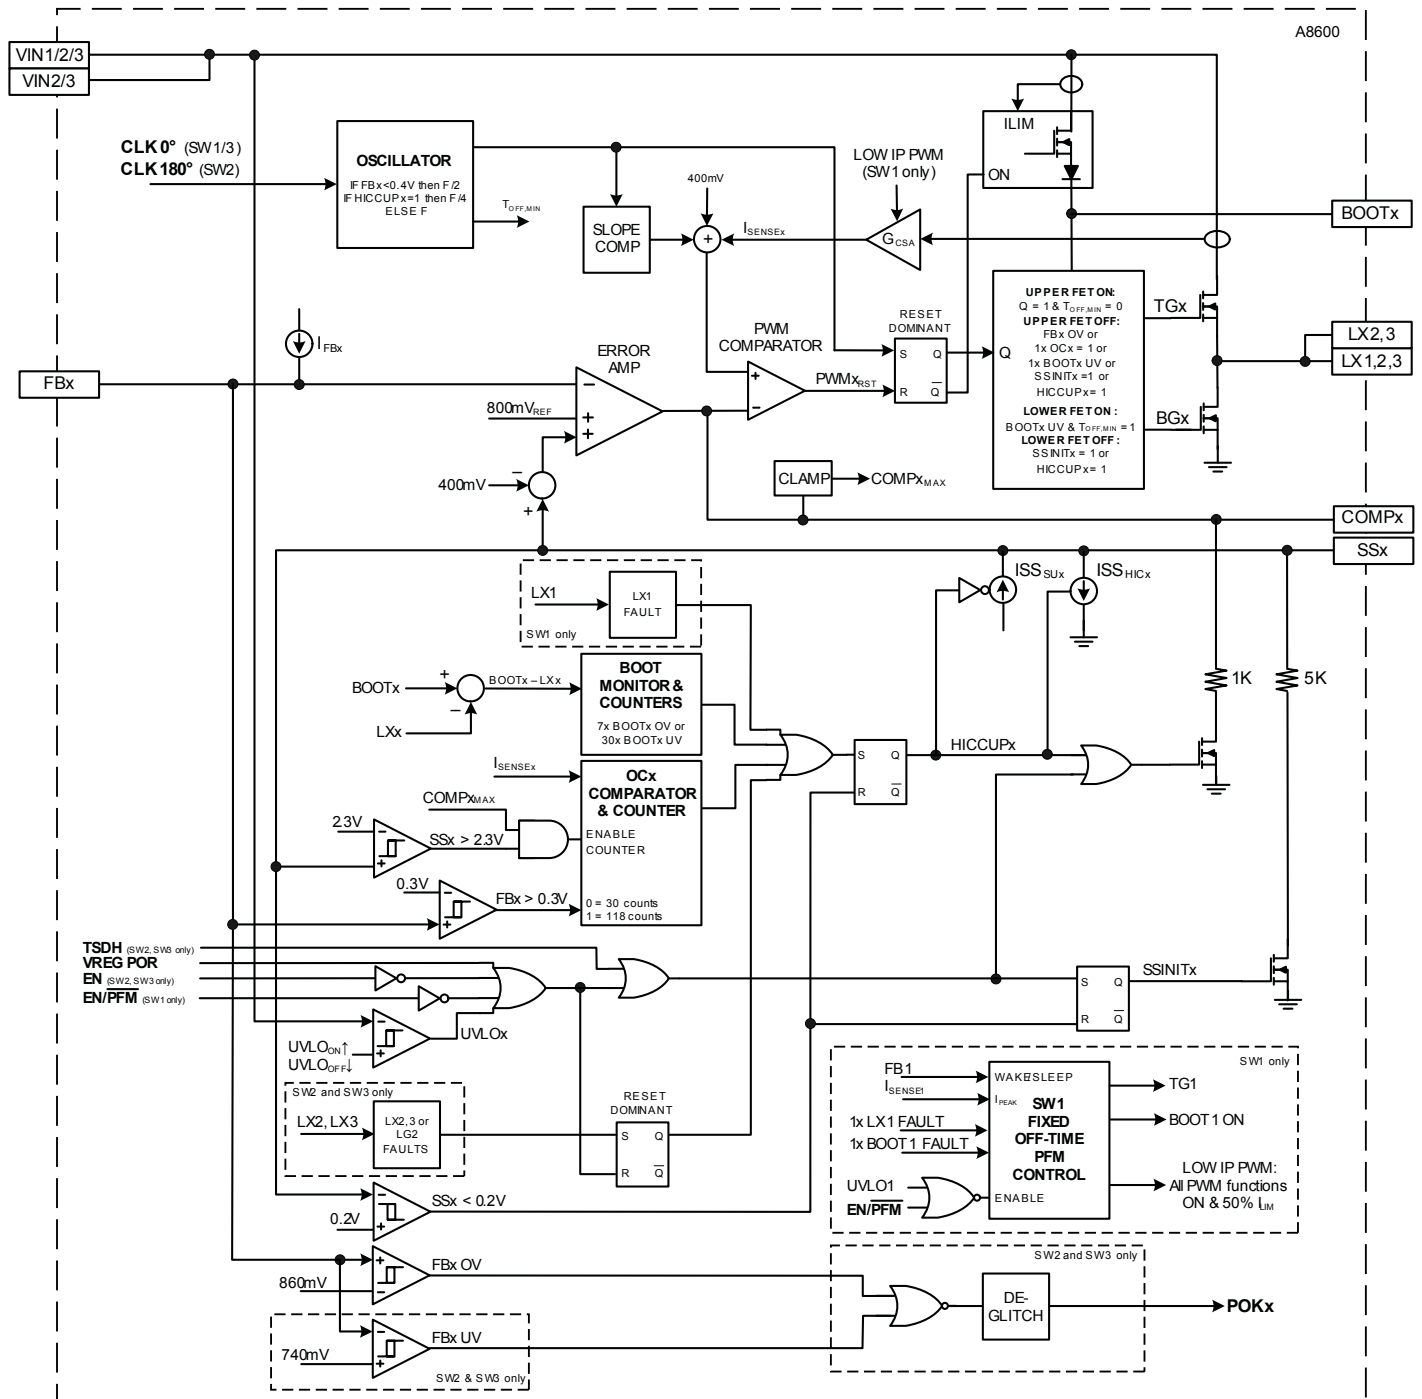 A8600
VIN1/2/3
VIN2/3
CLK 0° (SW1/3)
CLK 180° (SW2)
OSCILLATOR
IF FBx<0.4V then F/2
IF HICCUPx=1 then F/4
ELSE F
TOFF,MIN
SLOPE
COMP
400mV
+
ISENSEx
LOW IP PWM
(SW1 only)
GCSA
ILIM
ON
BOOTx
UPPER FET ON:
Q = 1 & TOFF,MIN = 0
UPPER FET OFF:
FBx OV or
1x OCx = 1 or
1x BOOTx UV or
SSINITx =1 or
HICCUPx= 1
LOWER FET ON :
BOOTx UV & TOFF,MIN = 1
LOWER FET OFF :
SSINITx = 1 or
HICCUPx= 1
Q
TGx
BGx
LX2, 3
LX1,2,3
IFBx
FBx
ERROR
AMP
−
800mVREF
+
+
PWM
COMPARATOR
+
−
PWMxRST
RESET
DOMINANT
S
Q
R
Q
400mV
−
+
CLAMP
COMPxMAX
COMPx
SSx
LX1
LX1
FAULT
SW1 only
ISSSUx
ISSHICx
1K
5K
BOOTx
+
LXx
−
BOOTx – LXx
BOOT
MONITOR &
COUNTERS
7x BOOTx OV or
30x BOOTx UV
ISENSEx
OCx
COMPARATOR
& COUNTER
ENABLE
COUNTER
0 = 30 counts
1 = 118 counts
COMPxMAX
2.3V
−
+
SSx > 2.3V
0.3V
−
+
FBx > 0.3V
S
Q
R
Q
HICCUPx
TSDH (SW2, SW3 only)
VREG POR
EN (SW2, SW3 only)
EN/PFM (SW1 only)
−
+
UVLOON↑
UVLOOFF↓
UVLOx
S
Q
R
Q
SSINITx
SW2 and SW3 only
LX2, LX3
LX2,3 or
LG2
FAULTS
RESET
DOMINANT
S
Q
R
Q
SW1 only
FB1
ISENSE1
1x LX1 FAULT
1x BOOT1 FAULT
UVLO1
EN/PFM
WAKE/SLEEP
IPEAK
SW1
FIXED
OFF-TIME
PFM
CONTROL
ENABLE
TG1
BOOT1 ON
LOW IP PWM:
All PWM functions
ON & 50% ILIM
−
0.2V
+
SSx < 0.2V
+
860mV
−
FBx OV
−
740mV
+
FBx UV
SW2 & SW3 only
SW2 and SW3 only
DE-
GLITCH
POKx